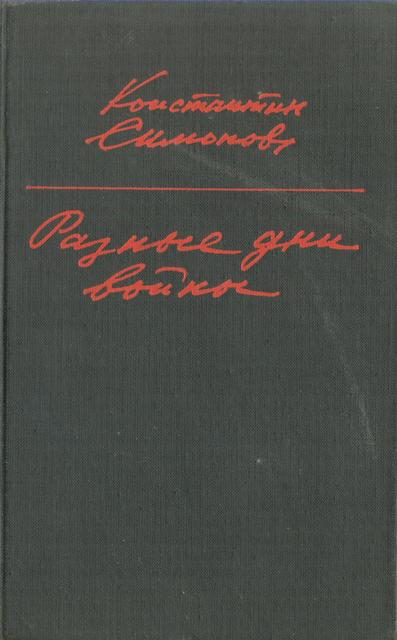 Константин
Симонов
Разные дни
войны